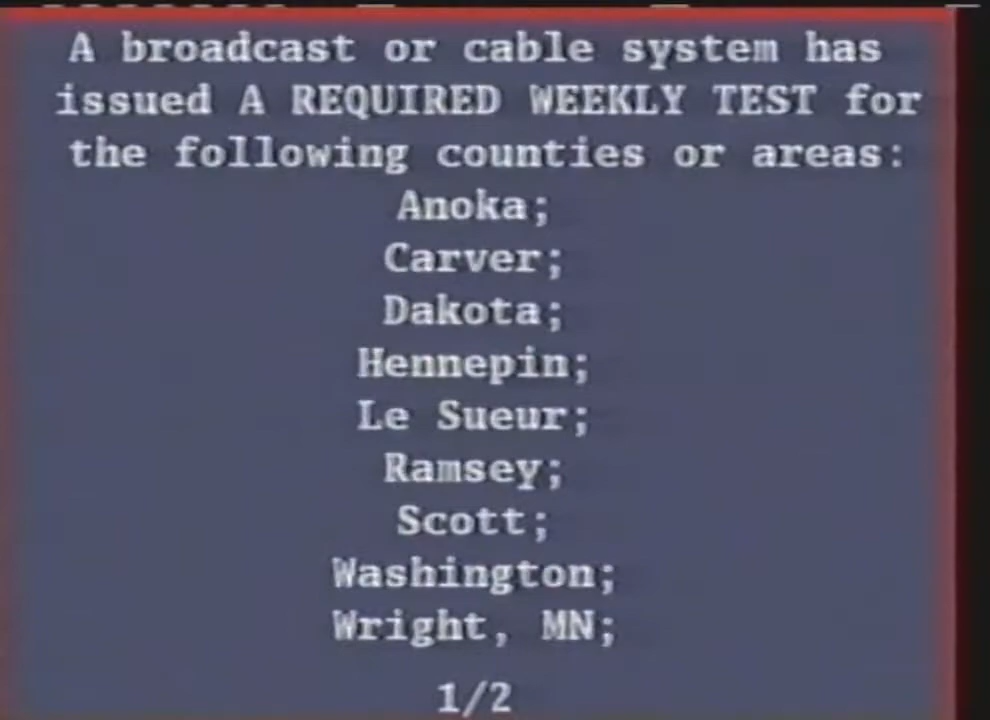 A broadcast or cable system has
issued A REQUIRED WEEKLY TEST for
the following counties or areas:
Anoka;
Carver;
Dakota;
Hennepin;
Le Sueur;
Ramsey;
Scott;
Washington;
Wright, MN;
1/2